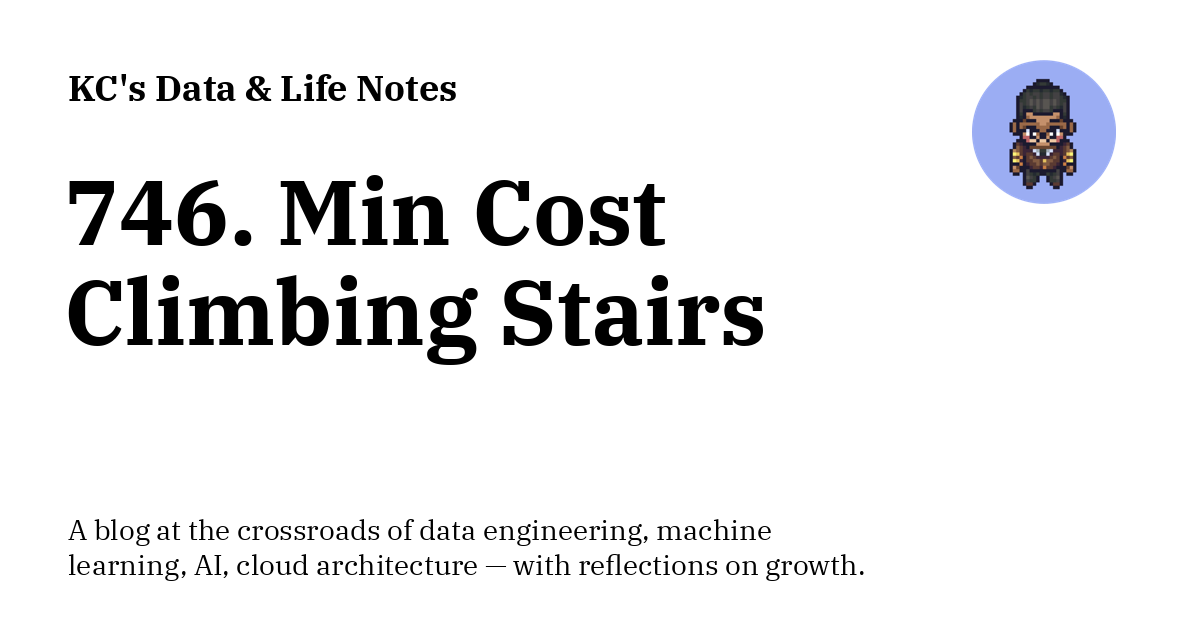 KC's Data & Life Notes
746. Min Cost
Climbing Stairs
A blog at the crossroads of data engineering, machine
learning, AI, cloud architecture — with reflections on growth.